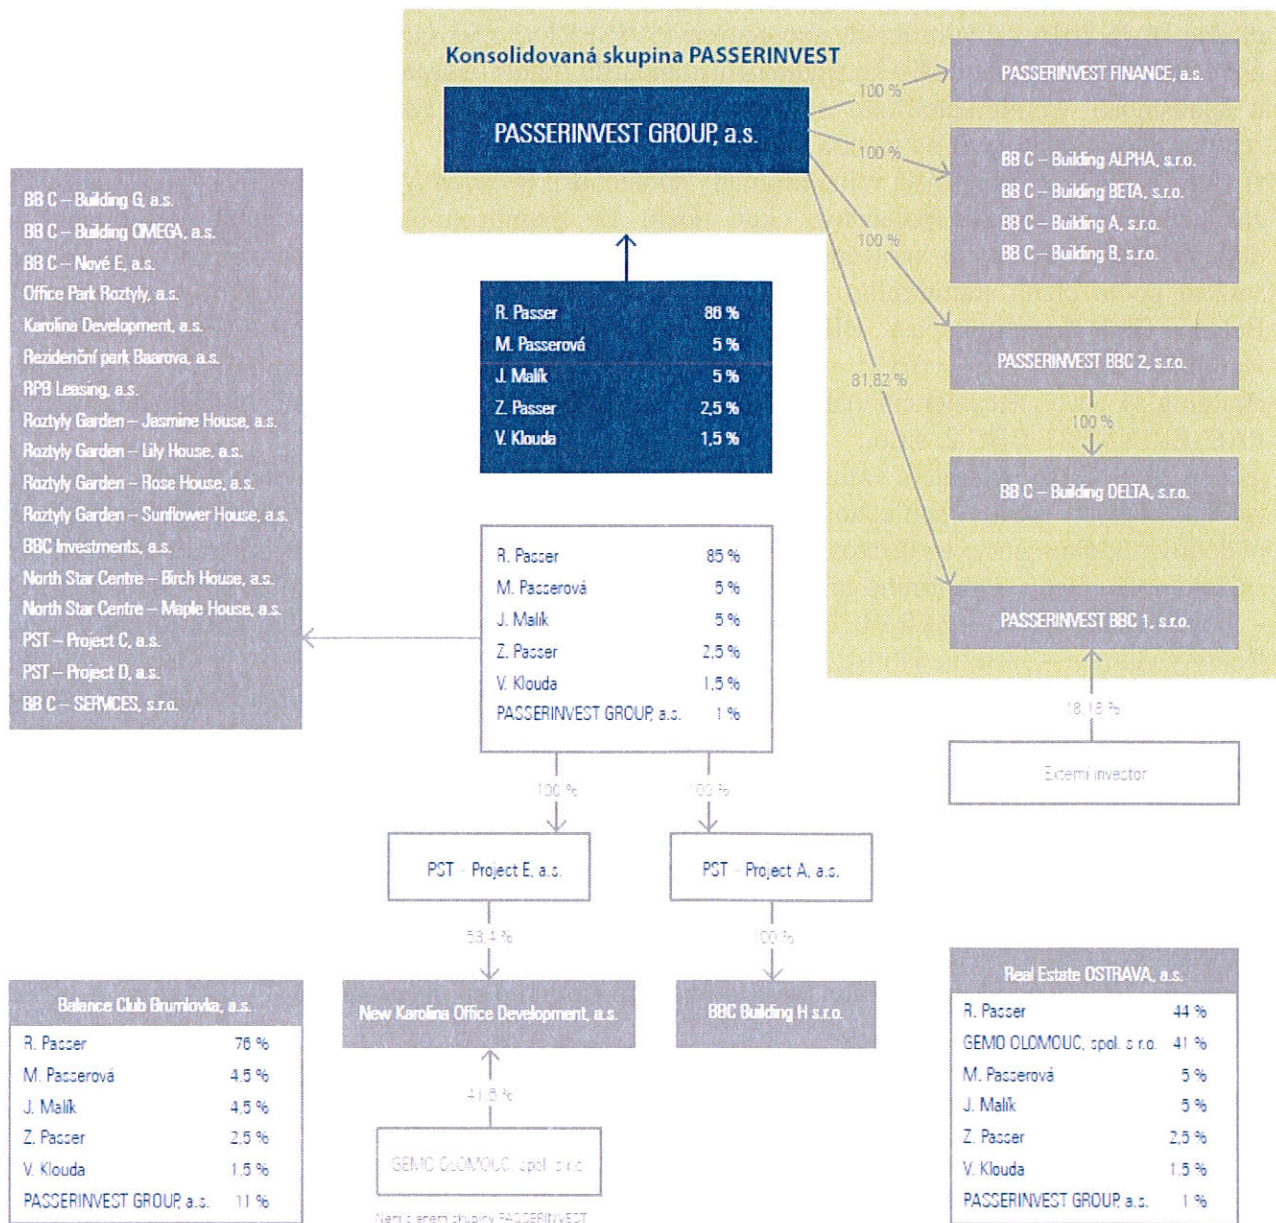 Konsolidovaná skupina PASSERINVEST
PASSERINVEST GROUP, a.s.
100 %
PASSERINVEST FINANCE, a.s.
100 %
BB C – Building ALPHA, s.r.o.
BB C – Building BETA, s.r.o.
BB C – Building A, s.r.o.
BB C – Building B, s.r.o.
100 %
PASSERINVEST BBC 2, s.r.o.
100 %
BB C – Building DELTA, s.r.o.
81,82 %
PASSERINVEST BBC 1, s.r.o.
18,18 %
Externí investor
R. Passer 86 %
M. Passerová 5 %
J. Malík 5 %
Z. Passer 2,5 %
V. Klouda 1,5 %
BB C – Building G, a.s.
BB C – Building OMEGA, a.s.
BB C – Nové E, a.s.
Office Park Roztyly, a.s.
Karolina Development, a.s.
Rezidenční park Baarova, a.s.
RPB Leasing, a.s.
Roztyly Garden – Jasmine House, a.s.
Roztyly Garden – Lily House, a.s.
Roztyly Garden – Rose House, a.s.
Roztyly Garden – Sunflower House, a.s.
BBC Investments, a.s.
North Star Centre – Birch House, a.s.
North Star Centre – Maple House, a.s.
PST – Project C, a.s.
PST – Project D, a.s.
BB C – SERVICES, s.r.o.
R. Passer 85 %
M. Passerová 5 %
J. Malík 5 %
Z. Passer 2,5 %
V. Klouda 1,5 %
PASSERINVEST GROUP, a.s. 1 %
100 %
100 %
PST - Project E, a.s.
PST - Project A, a.s.
58,4 %
100 %
New Karolina Office Development, a.s.
BBC Building H s.r.o.
41,6 %
GEMO OLOMOUC, spol. s r.o.
Není členem skupiny PASSERINVEST
Balance Club Brumlovka, a.s.
R. Passer 76 %
M. Passerová 4,5 %
J. Malík 4,5 %
Z. Passer 2,5 %
V. Klouda 1,5 %
PASSERINVEST GROUP, a.s. 11 %
Real Estate OSTRAVA, a.s.
R. Passer 44 %
GEMO OLOMOUC, spol. s r.o. 41 %
M. Passerová 5 %
J. Malík 5 %
Z. Passer 2,5 %
V. Klouda 1,5 %
PASSERINVEST GROUP, a.s. 1 %